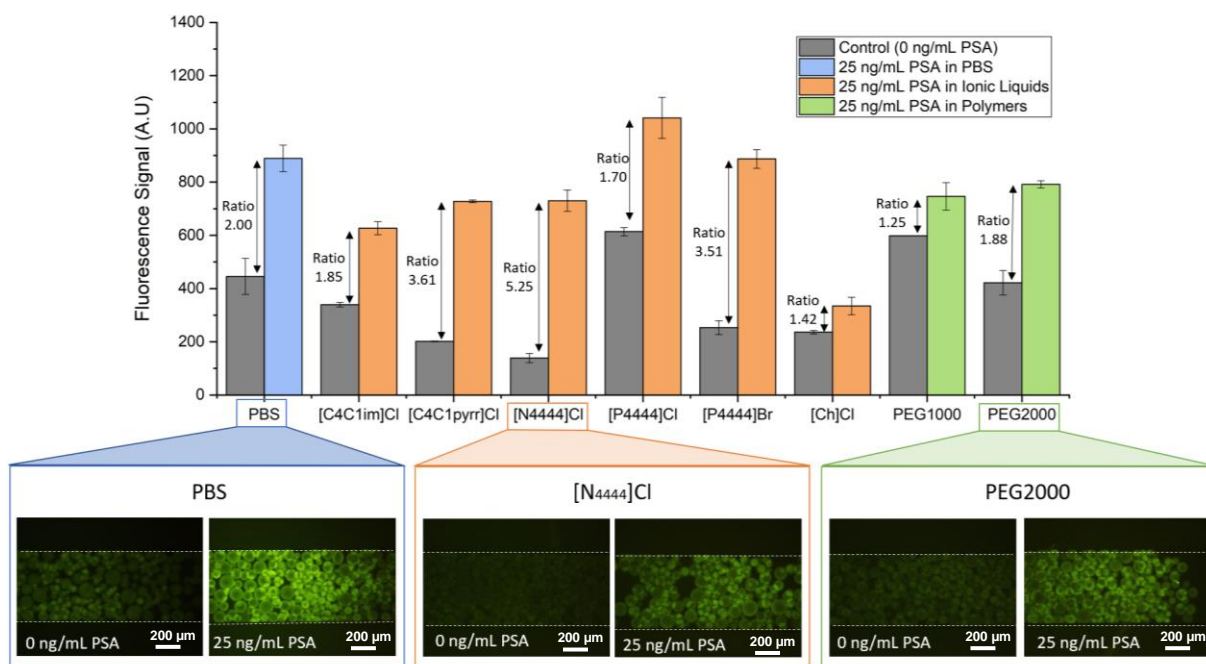 Fluorescence Signal (A.U)
1400
1200
1000
800
600
400
200
0
Control (0 ng/mL PSA)
25 ng/mL PSA in PBS
25 ng/mL PSA in Ionic Liquids
25 ng/mL PSA in Polymers
Ratio
2.00
Ratio
1.85
Ratio
3.61
Ratio
5.25
Ratio
1.70
Ratio
3.51
Ratio
1.42
Ratio
1.25
Ratio
1.88
PBS
[C4C1im]Cl
[C4C1pyrr]Cl
[N4444]Cl
[P4444]Cl
[P4444]Br
[Ch]Cl
PEG1000
PEG2000
PBS
0 ng/mL PSA
200 µm
25 ng/mL PSA
200 µm
[N₄₄₄₄]Cl
0 ng/mL PSA
200 µm
25 ng/mL PSA
200 µm
PEG2000
0 ng/mL PSA
200 µm
25 ng/mL PSA
200 µm